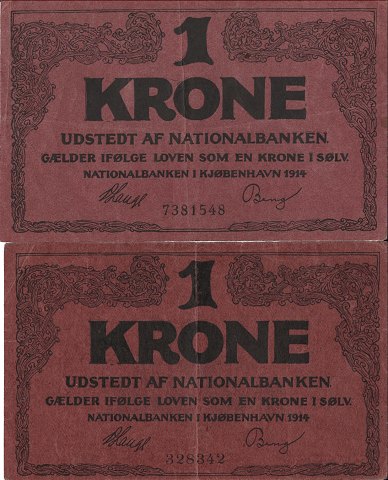 1
KRONE
UDSTEDT AF NATIONALBANKEN.
GÆLDER IFØLGE LOVEN SOM EN KRONE I SØLV.
NATIONALBANKEN I KJØBENHAVN 1914
7381548
1
KRONE
UDSTEDT AF NATIONALBANKEN.
GÆLDER IFØLGE LOVEN SOM EN KRONE I SØLV.
NATIONALBANKEN I KJØBENHAVN 1914
328342